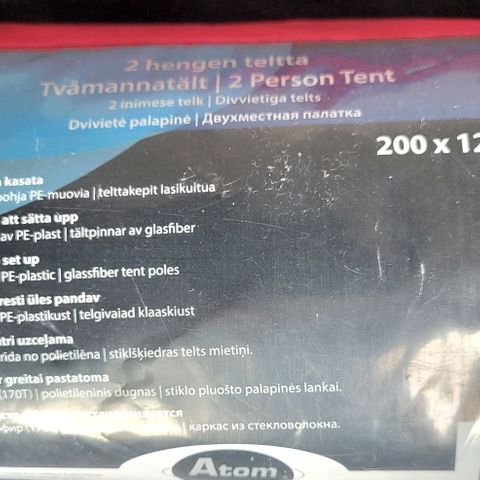 2 hengen teltta
Tvåmannatält | 2 Person Tent
2 inimese telk | Divvietīga telts
Dvivietė palapinė | Двухместная палатка
200 x 12
kasata
pohja PE-muovia | telttakepit lasikuitua
att sätta upp
av PE-plast | tältpinnar av glasfiber
set up
PE-plastic | glassfiber tent poles
üles pandav
PE-plastikust | telgivaiad klaaskiust
uzceļama
no polietilēna | stiklšķiedras telts mietiņi.
greitai pastatoma
(170T) | polietileninis dugnas | stiklo pluošto palapinės lankai.
| каркас из стекловолокна.
Atom